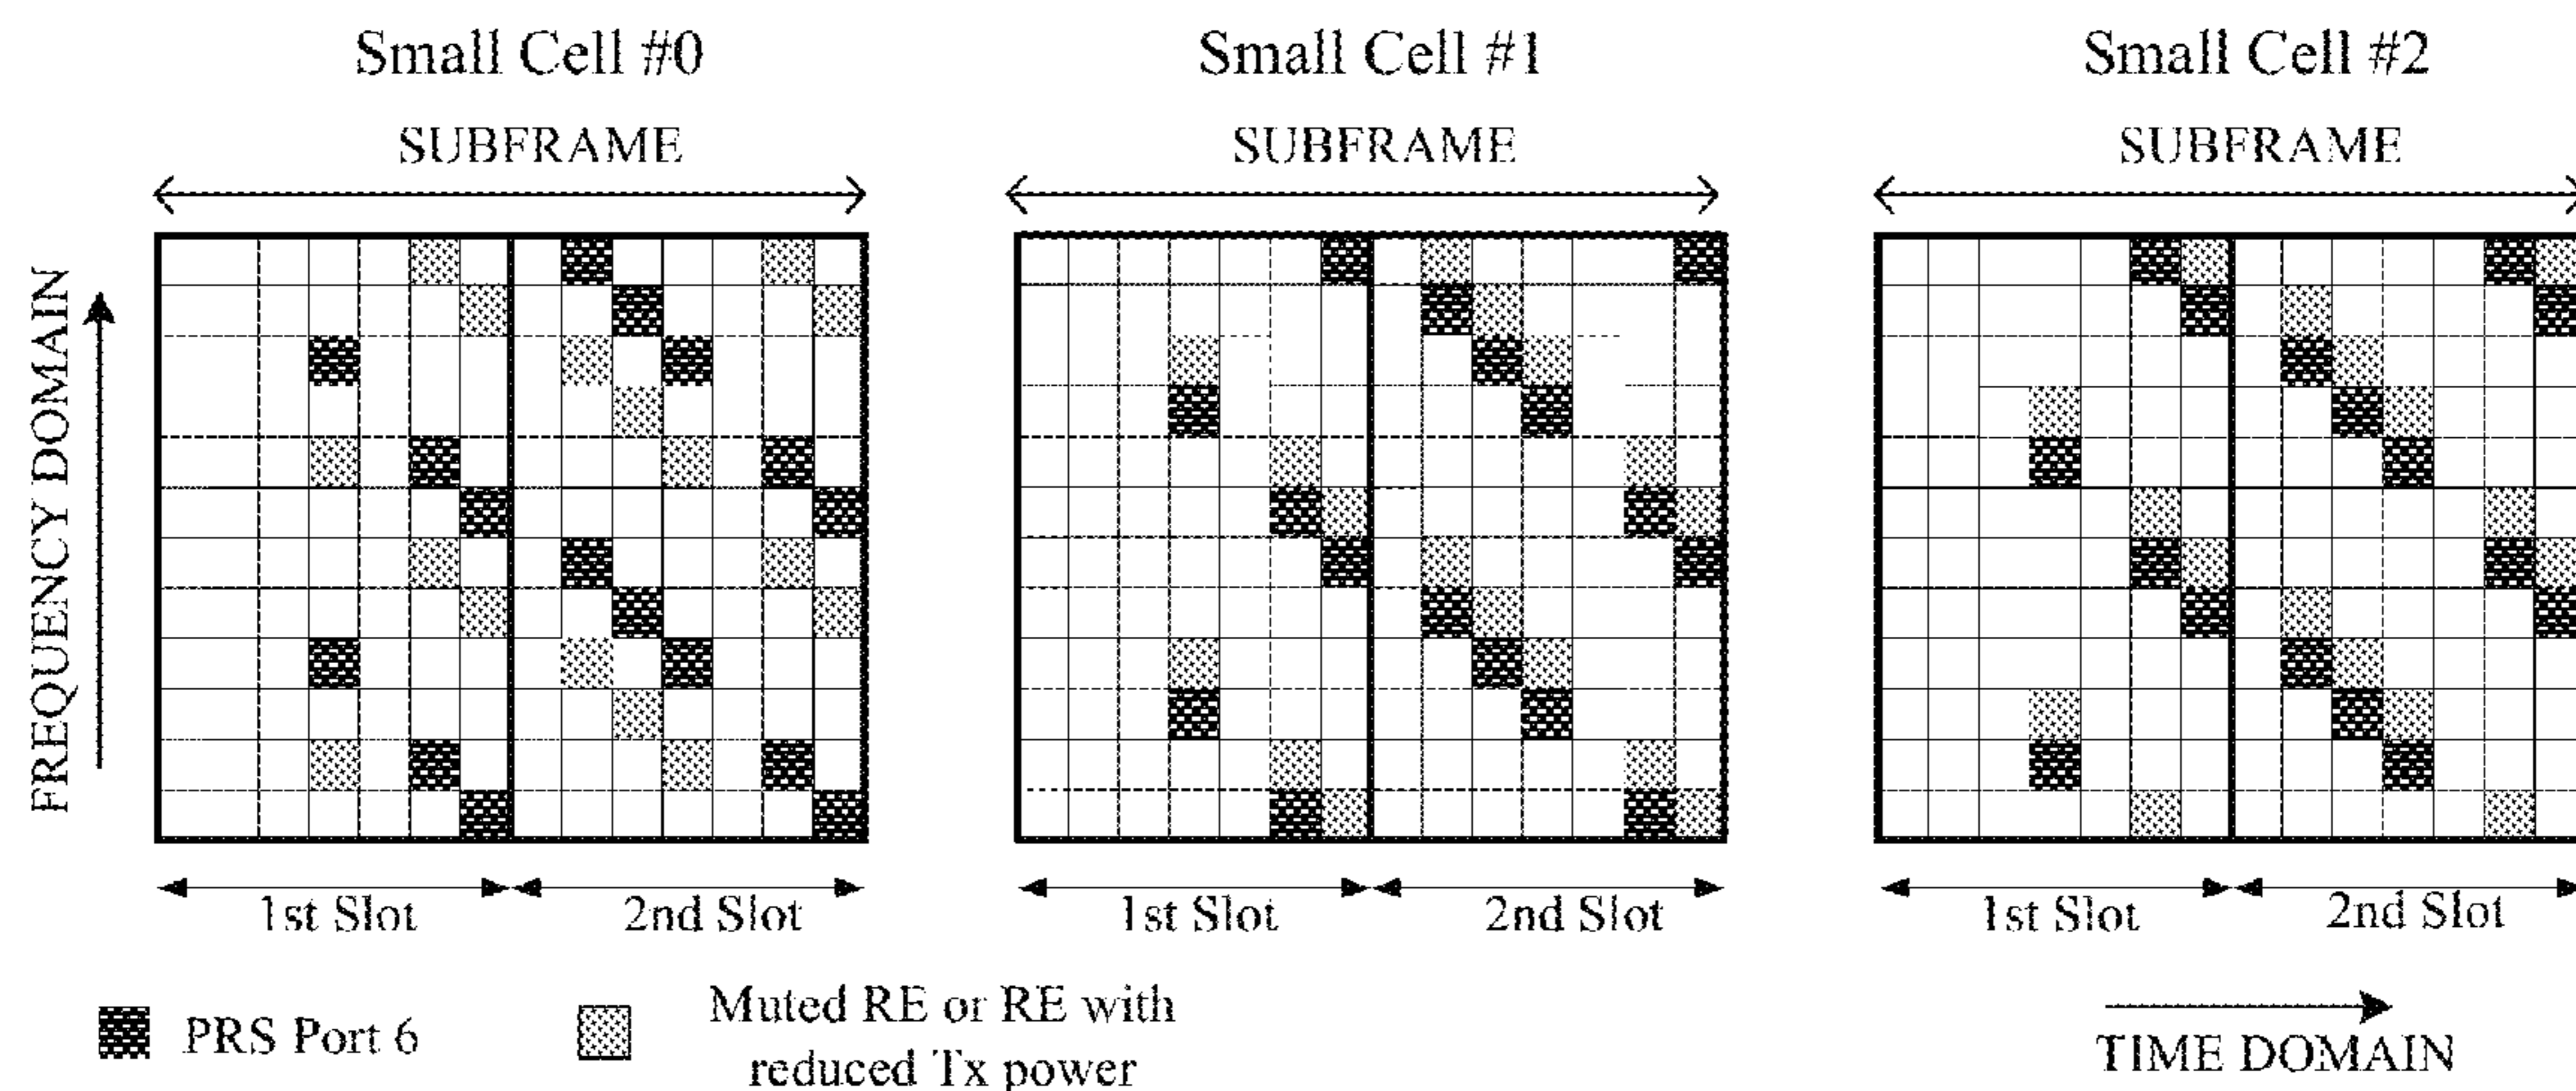 Small Cell #0
Small Cell #1
Small Cell #2
SUBFRAME
SUBFRAME
SUBFRAME
FREQUENCY DOMAIN
1st Slot
2nd Slot
1st Slot
2nd Slot
1st Slot
2nd Slot
PRS Port 6
Muted RE or RE with
reduced Tx power
TIME DOMAIN